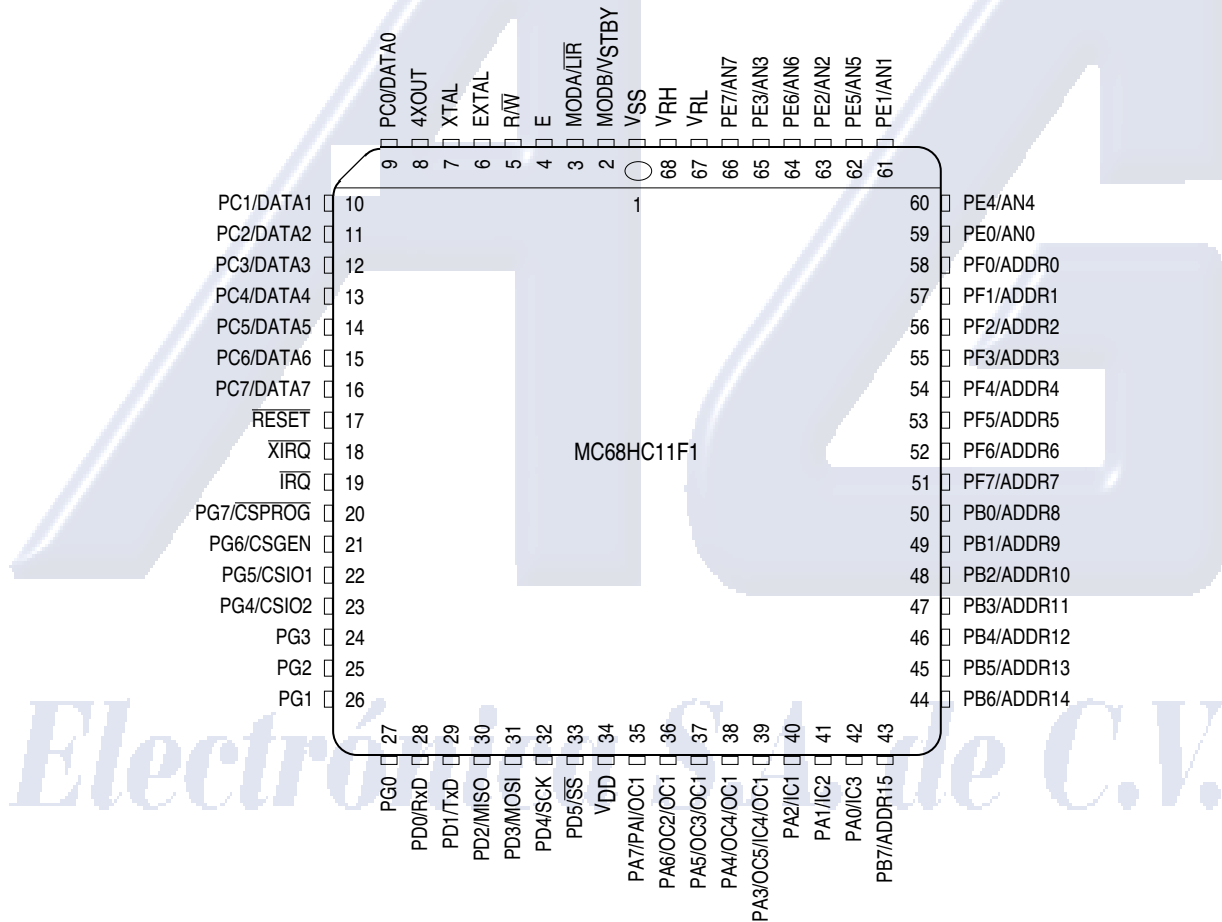 PC0/DATA0
4XOUT
XTAL
EXTAL
R/W̅
E
MODA/L̅I̅R̅
MODB/VSTBY
VSS
VRH
VRL
PE7/AN7
PE3/AN3
PE6/AN6
PE2/AN2
PE5/AN5
PE1/AN1
9 8 7 6 5 4 3 2 68 67 66 65 64 63 62 61
1
PC1/DATA1 10
PC2/DATA2 11
PC3/DATA3 12
PC4/DATA4 13
PC5/DATA5 14
PC6/DATA6 15
PC7/DATA7 16
R̅E̅S̅E̅T̅ 17
X̅I̅R̅Q̅ 18
I̅R̅Q̅ 19
PG7/C̅S̅P̅R̅O̅G̅ 20
PG6/CSGEN 21
PG5/CSIO1 22
PG4/CSIO2 23
PG3 24
PG2 25
PG1 26
MC68HC11F1
60 PE4/AN4
59 PE0/AN0
58 PF0/ADDR0
57 PF1/ADDR1
56 PF2/ADDR2
55 PF3/ADDR3
54 PF4/ADDR4
53 PF5/ADDR5
52 PF6/ADDR6
51 PF7/ADDR7
50 PB0/ADDR8
49 PB1/ADDR9
48 PB2/ADDR10
47 PB3/ADDR11
46 PB4/ADDR12
45 PB5/ADDR13
44 PB6/ADDR14
27 28 29 30 31 32 33 34 35 36 37 38 39 40 41 42 43
PG0
PD0/RxD
PD1/TxD
PD2/MISO
PD3/MOSI
PD4/SCK
PD5/S̅S̅
VDD
PA7/PAI/OC1
PA6/OC2/OC1
PA5/OC3/OC1
PA4/OC4/OC1
PA3/OC5/IC4/OC1
PA2/IC1
PA1/IC2
PA0/IC3
PB7/ADDR15
AG
Electrónica S.A. de C.V.